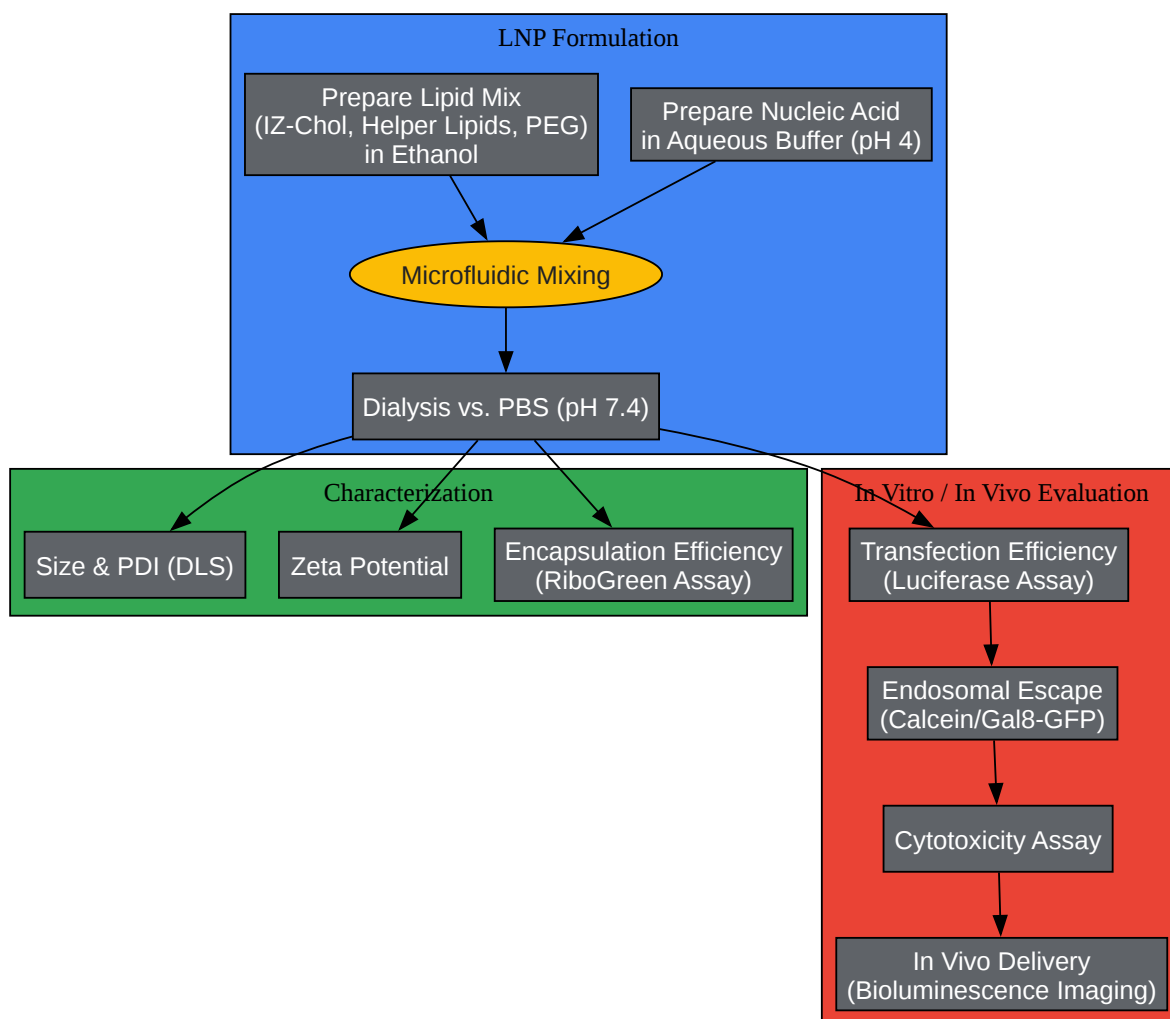 LNP Formulation
Prepare Lipid Mix
(IZ-Chol, Helper Lipids, PEG)
in Ethanol
Prepare Nucleic Acid
in Aqueous Buffer (pH 4)
Microfluidic Mixing
Dialysis vs. PBS (pH 7.4)
Characterization
Size & PDI (DLS)
Zeta Potential
Encapsulation Efficiency
(RiboGreen Assay)
In Vitro / In Vivo Evaluation
Transfection Efficiency
(Luciferase Assay)
Endosomal Escape
(Calcein/Gal8-GFP)
Cytotoxicity Assay
In Vivo Delivery
(Bioluminescence Imaging)